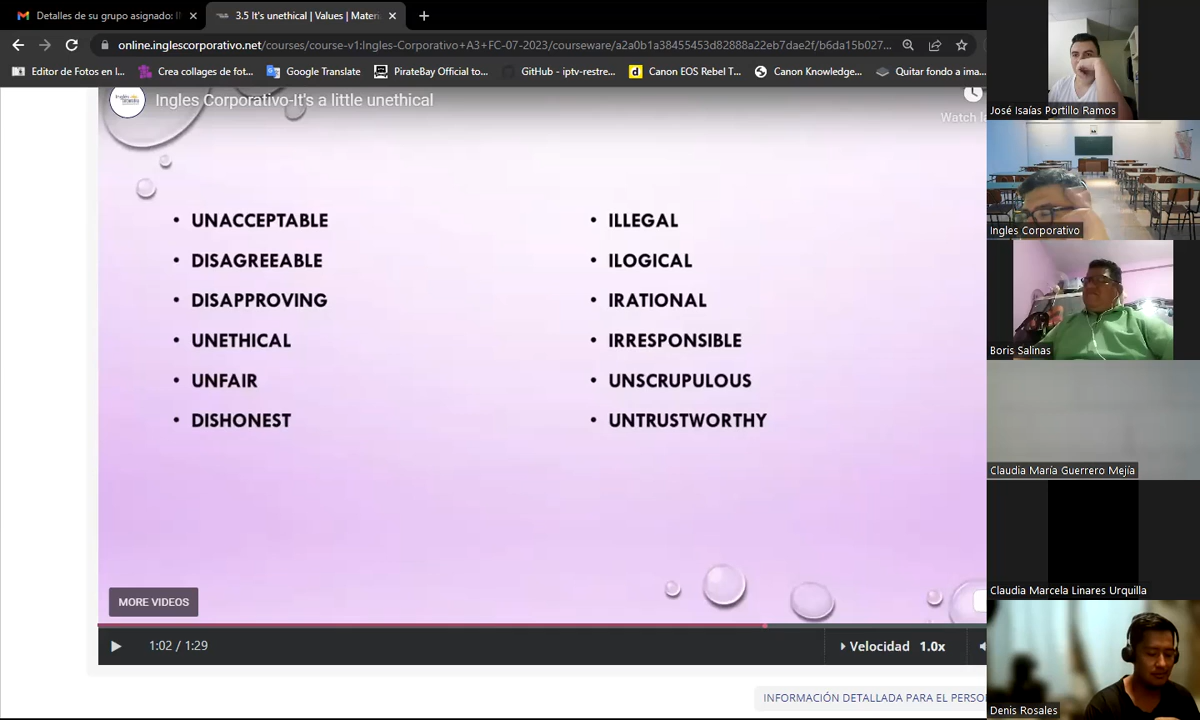 Detalles de su grupo asignado: I
3.5 It's unethical | Values | Mater
online.inglescorporativo.net/courses/course-v1:Ingles-Corporativo+A3+FC-07-2023/courseware/a2a0b1a38455453d82888a22eb7dae2f/b6da15b027...
Editor de Fotos en l...
Crea collages de fot...
Google Translate
PirateBay Official to...
GitHub - iptv-restre...
Canon EOS Rebel T...
Canon Knowledge...
Quitar fondo a ima...
Ingles Corporativo-It's a little unethical
Watch
• UNACCEPTABLE
• DISAGREEABLE
• DISAPPROVING
• UNETHICAL
• UNFAIR
• DISHONEST
• ILLEGAL
• ILOGICAL
• IRATIONAL
• IRRESPONSIBLE
• UNSCRUPULOUS
• UNTRUSTWORTHY
MORE VIDEOS
1:02 / 1:29
Velocidad 1.0x
INFORMACIÓN DETALLADA PARA EL PERSO
José Isaías Portillo Ramos
Ingles Corporativo
Boris Salinas
Claudia María Guerrero Mejía
Claudia Marcela Linares Urquilla
Denis Rosales